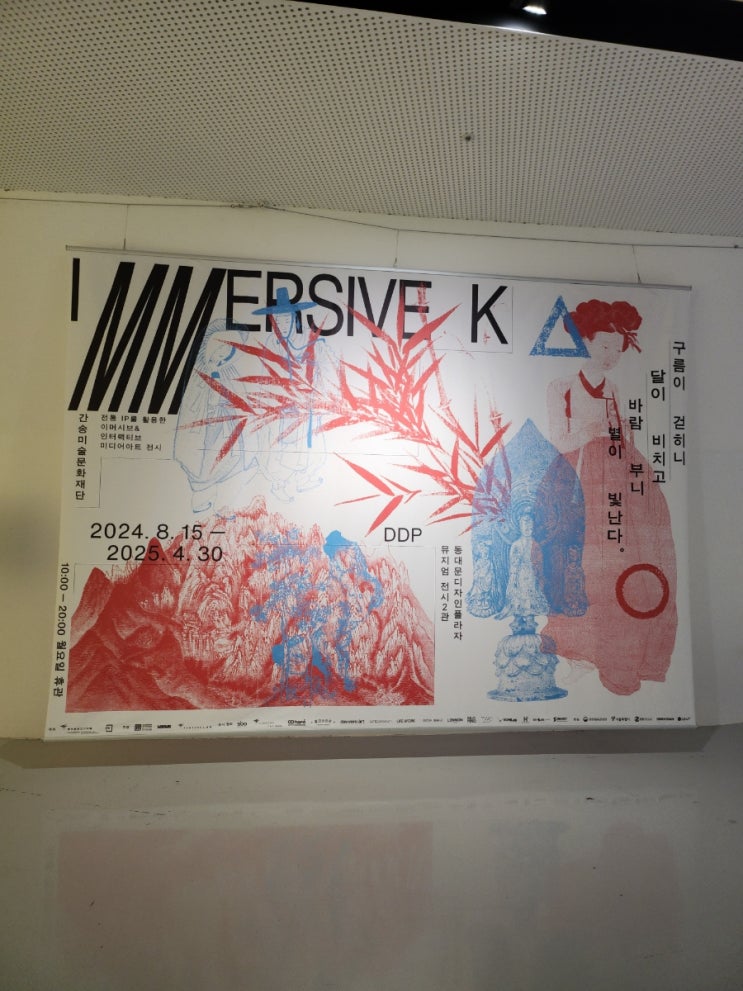 IMMERSIVE K
간송미술문화재단
전통 IP를 활용한
이머시브&
인터랙티브
미디어아트 전시
구름이 걷히니
달이 비치고
바람 부니
별이 빛난다。
2024. 8. 15 —
2025. 4. 30
DDP
동대문디자인플라자
뮤지엄 전시2관
10:00 — 20:00 월요일 휴관